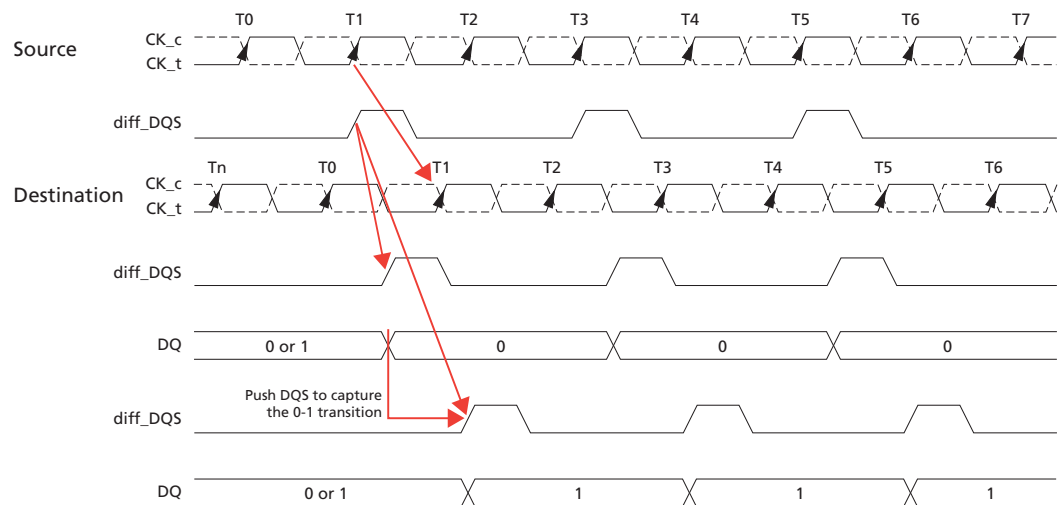 T0 T1 T2 T3 T4 T5 T6 T7
Source
CK_c
CK_t
diff_DQS
Tn T0 T1 T2 T3 T4 T5 T6
Destination
CK_c
CK_t
diff_DQS
DQ
0 or 1 0 0 0
Push DQS to capture
the 0-1 transition
diff_DQS
DQ
0 or 1 1 1 1